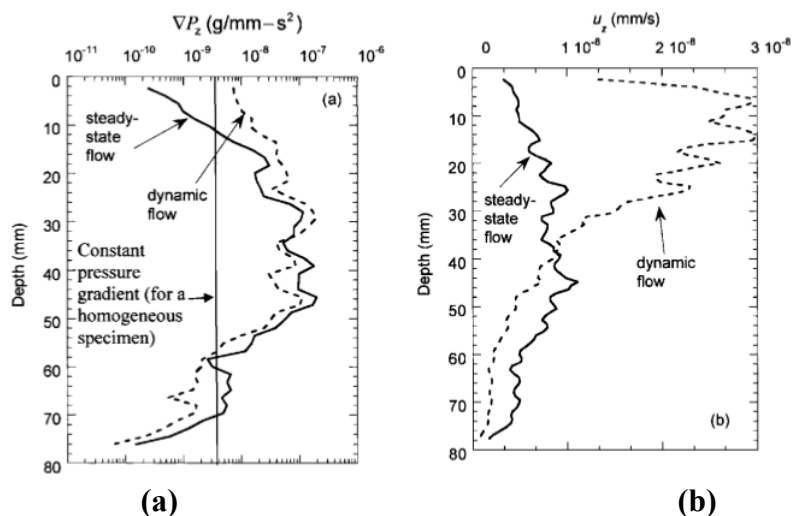 ∇P_z (g/mm–s²)
10⁻¹¹ 10⁻¹⁰ 10⁻⁹ 10⁻⁸ 10⁻⁷ 10⁻⁶
0
10
20
30
40
50
60
70
80
Depth (mm)
(a)
steady-
state
flow
dynamic
flow
Constant
pressure
gradient (for a
homogeneous
specimen)
(a)
u_z (mm/s)
0 1 10⁻⁸ 2 10⁻⁸ 3 10⁻⁸
0
10
20
30
40
50
60
70
80
Depth (mm)
steady-
state
flow
dynamic
flow
(b)
(b)